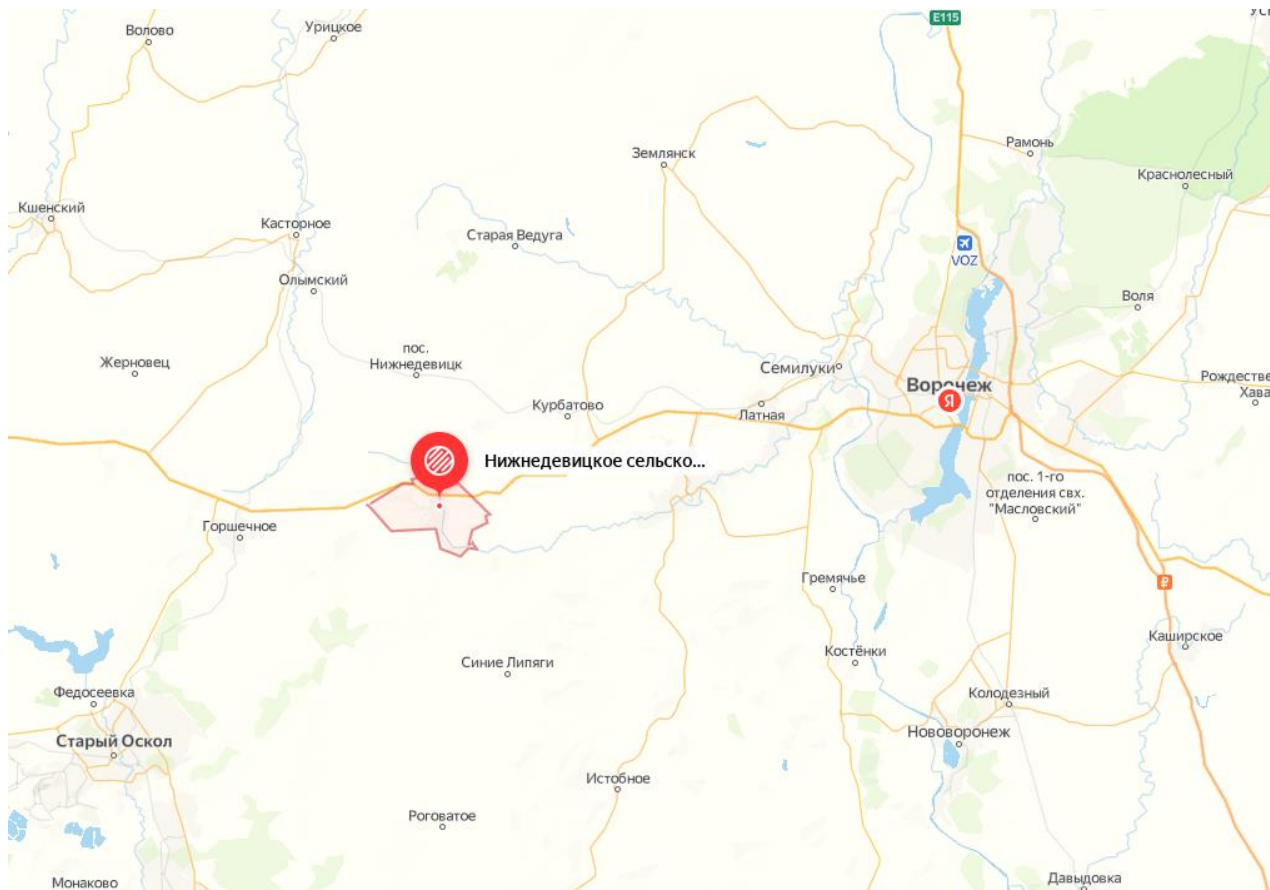 E115
Урицкое
Волово
Рамонь
Землянск
Краснолесный
Кшенский
Касторное
Старая Ведуга
VOZ
Олымский
Воля
пос.
Нижнедевицк
Жерновец
Семилуки
Рождестве
Хава
Воронеж
Я
Курбатово
Латная
Нижнедевицкое сельско...
пос. 1-го
отделения свх.
"Масловский"
Горшечное
Гремячье
₽
Каширское
Костёнки
Синие Липяги
Федосеевка
Колодезный
Старый Оскол
Нововоронеж
Истобное
Роговатое
Монаково
Давыдовка